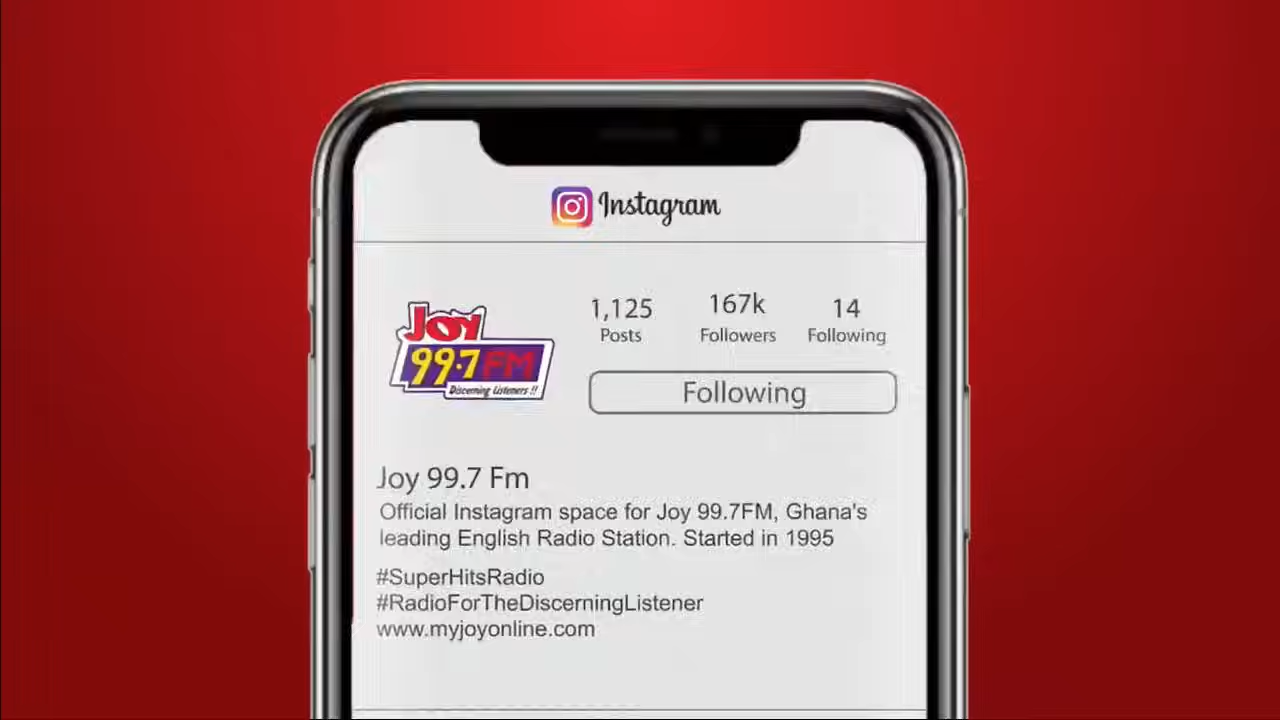 Instagram
JOY
99.7 FM
Discerning Listeners !!
1,125
Posts
167k
Followers
14
Following
Following
Joy 99.7 Fm
Official Instagram space for Joy 99.7FM, Ghana's
leading English Radio Station. Started in 1995
#SuperHitsRadio
#RadioForTheDiscerningListener
www.myjoyonline.com